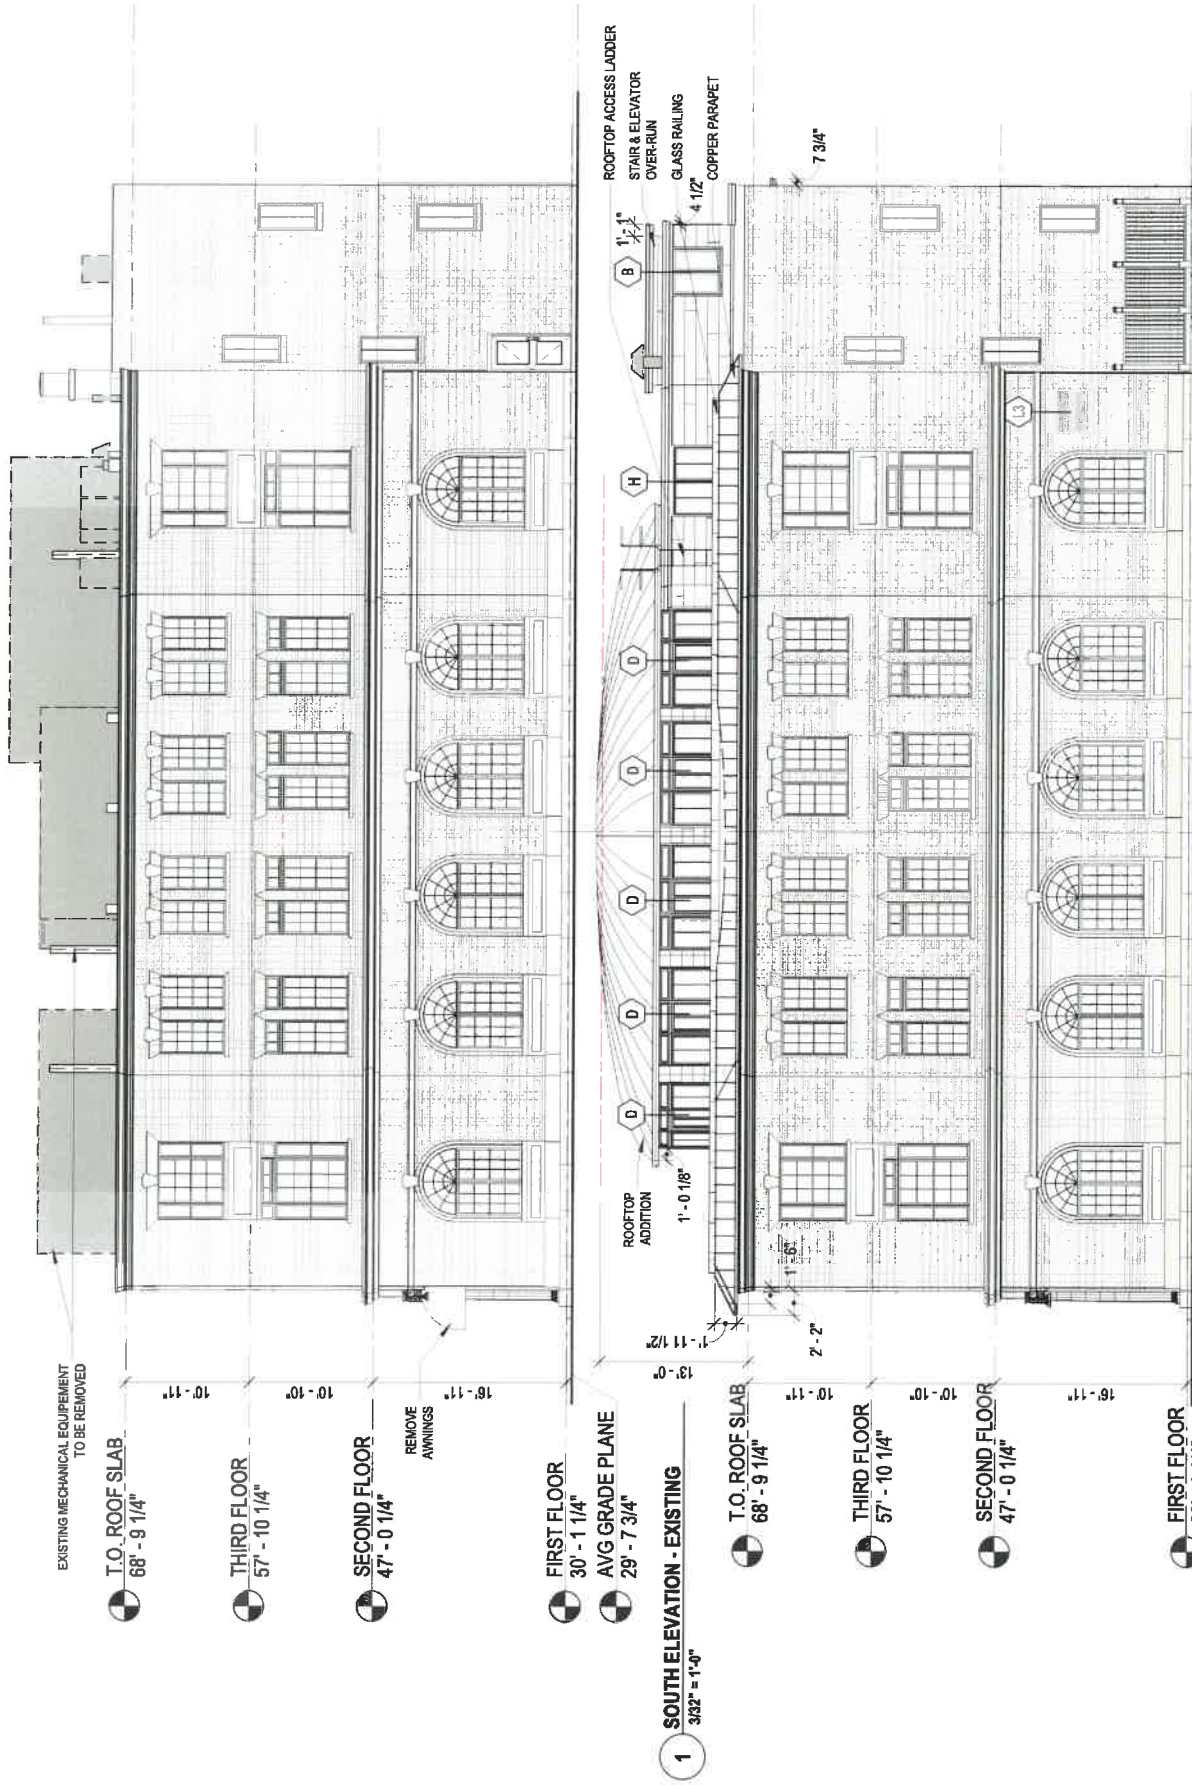 EXISTING MECHANICAL EQUIPEMENT
TO BE REMOVED
T.O. ROOF SLAB
68' - 9 1/4"
10' - 11"
THIRD FLOOR
57' - 10 1/4"
10' - 10"
SECOND FLOOR
47' - 0 1/4"
16' - 11"
REMOVE
AWNINGS
FIRST FLOOR
30' - 1 1/4"
AVG GRADE PLANE
29' - 7 3/4"
1
SOUTH ELEVATION - EXISTING
3/32" = 1'-0"
ROOFTOP ACCESS LADDER
STAIR & ELEVATOR
OVER-RUN
GLASS RAILING
COPPER PARAPET
1' - 1"
4 1/2"
7 3/4"
B
H
D
D
D
D
D
L3
ROOFTOP
ADDITION
1' - 0 1/8"
13' - 0"
1' - 11 1/2"
1' - 6"
2' - 2"
T.O. ROOF SLAB
68' - 9 1/4"
10' - 11"
THIRD FLOOR
57' - 10 1/4"
10' - 10"
SECOND FLOOR
47' - 0 1/4"
16' - 11"
FIRST FLOOR